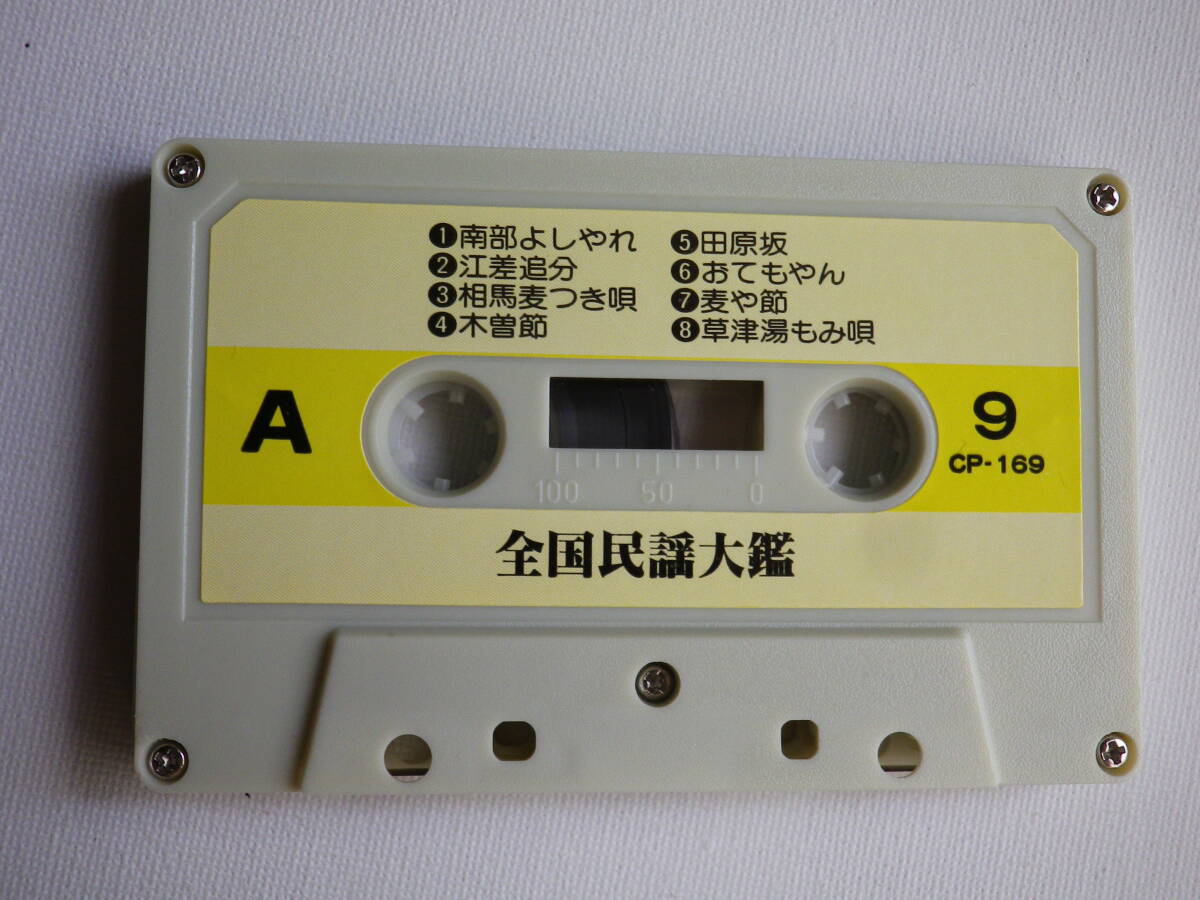 ❶南部よしやれ
❷江差追分
❸相馬麦つき唄
❹木曽節
❺田原坂
❻おてもやん
❼麦や節
❽草津湯もみ唄
A
9
CP-169
100 50 0
全国民謡大鑑